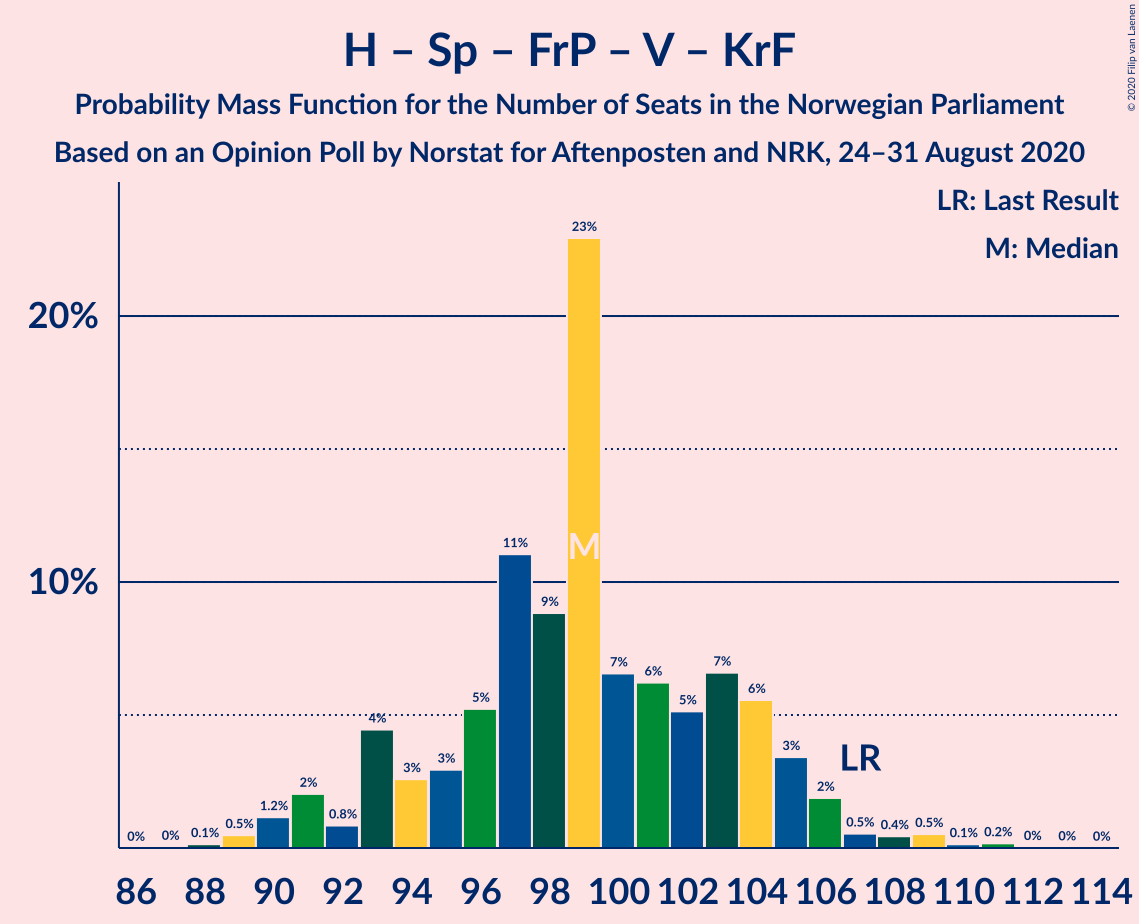 H – Sp – FrP – V – KrF
Probability Mass Function for the Number of Seats in the Norwegian Parliament
Based on an Opinion Poll by Norstat for Aftenposten and NRK, 24–31 August 2020
© 2020 Filip van Laenen
LR: Last Result
M: Median
20%
10%
0% 0% 0.1% 0.5% 1.2% 2% 0.8% 4% 3% 3% 5% 11% 9% 23% 7% 6% 5% 7% 6% 3% 2% 0.5% 0.4% 0.5% 0.1% 0.2% 0% 0% 0%
M
LR
86 88 90 92 94 96 98 100 102 104 106 108 110 112 114